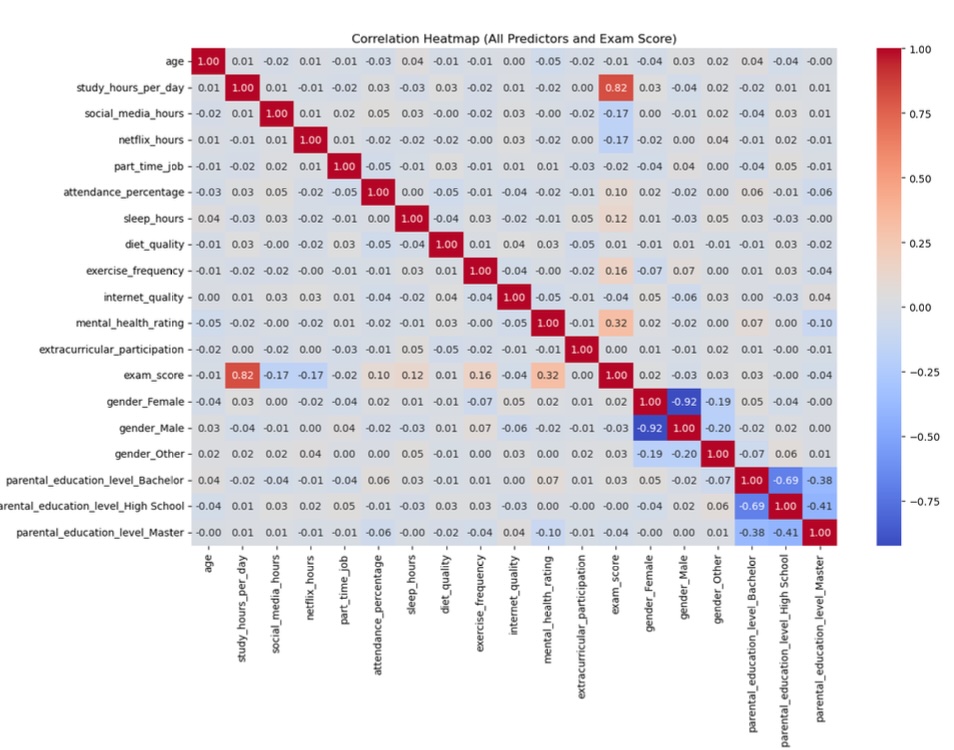 Correlation Heatmap (All Predictors and Exam Score)
age 1.00 0.01 -0.02 0.01 -0.01 -0.03 0.04 -0.01 -0.01 0.00 -0.05 -0.02 -0.01 -0.04 0.03 0.02 0.04 -0.04 -0.00
study_hours_per_day 0.01 1.00 0.01 -0.01 -0.02 0.03 -0.03 0.03 -0.02 0.01 -0.02 0.00 0.82 0.03 -0.04 0.02 -0.02 0.01 0.01
social_media_hours -0.02 0.01 1.00 0.01 0.02 0.05 0.03 -0.00 -0.02 0.03 -0.00 -0.02 -0.17 0.00 -0.01 0.02 -0.04 0.03 0.01
netflix_hours 0.01 -0.01 0.01 1.00 0.01 -0.02 -0.02 -0.02 -0.00 0.03 -0.02 0.00 -0.17 -0.02 0.00 0.04 -0.01 0.02 -0.01
part_time_job -0.01 -0.02 0.02 0.01 1.00 -0.05 -0.01 0.03 -0.01 0.01 0.01 -0.03 -0.02 -0.04 0.04 0.00 -0.04 0.05 -0.01
attendance_percentage -0.03 0.03 0.05 -0.02 -0.05 1.00 0.00 -0.05 -0.01 -0.04 -0.02 -0.01 0.10 0.02 -0.02 0.00 0.06 -0.01 -0.06
sleep_hours 0.04 -0.03 0.03 -0.02 -0.01 0.00 1.00 -0.04 0.03 -0.02 -0.01 0.05 0.12 0.01 -0.03 0.05 0.03 -0.03 -0.00
diet_quality -0.01 0.03 -0.00 -0.02 0.03 -0.05 -0.04 1.00 0.01 0.04 0.03 -0.05 0.01 -0.01 0.01 -0.01 -0.01 0.03 -0.02
exercise_frequency -0.01 -0.02 -0.02 -0.00 -0.01 -0.01 0.03 0.01 1.00 -0.04 -0.00 -0.02 0.16 -0.07 0.07 0.00 0.01 0.03 -0.04
internet_quality 0.00 0.01 0.03 0.03 0.01 -0.04 -0.02 0.04 -0.04 1.00 -0.05 -0.01 -0.04 0.05 -0.06 0.03 0.00 -0.03 0.04
mental_health_rating -0.05 -0.02 -0.00 -0.02 0.01 -0.02 -0.01 0.03 -0.00 -0.05 1.00 -0.01 0.32 0.02 -0.02 0.00 0.07 0.00 -0.10
extracurricular_participation -0.02 0.00 -0.02 0.00 -0.03 -0.01 0.05 -0.05 -0.02 -0.01 -0.01 1.00 0.00 0.01 -0.01 0.02 0.01 -0.00 -0.01
exam_score -0.01 0.82 -0.17 -0.17 -0.02 0.10 0.12 0.01 0.16 -0.04 0.32 0.00 1.00 0.02 -0.03 0.03 0.03 -0.00 -0.04
gender_Female -0.04 0.03 0.00 -0.02 -0.04 0.02 0.01 -0.01 -0.07 0.05 0.02 0.01 0.02 1.00 -0.92 -0.19 0.05 -0.04 -0.00
gender_Male 0.03 -0.04 -0.01 0.00 0.04 -0.02 -0.03 0.01 0.07 -0.06 -0.02 -0.01 -0.03 -0.92 1.00 -0.20 -0.02 0.02 0.00
gender_Other 0.02 0.02 0.02 0.04 0.00 0.00 0.05 -0.01 0.00 0.03 0.00 0.02 0.03 -0.19 -0.20 1.00 -0.07 0.06 0.01
parental_education_level_Bachelor 0.04 -0.02 -0.04 -0.01 -0.04 0.06 0.03 -0.01 0.01 0.00 0.07 0.01 0.03 0.05 -0.02 -0.07 1.00 -0.69 -0.38
arental_education_level_High School -0.04 0.01 0.03 0.02 0.05 -0.01 -0.03 0.03 0.03 -0.03 0.00 -0.00 -0.00 -0.04 0.02 0.06 -0.69 1.00 -0.41
parental_education_level_Master -0.00 0.01 0.01 -0.01 -0.01 -0.06 -0.00 -0.02 -0.04 0.04 -0.10 -0.01 -0.04 -0.00 0.00 0.01 -0.38 -0.41 1.00
age
study_hours_per_day
social_media_hours
netflix_hours
part_time_job
attendance_percentage
sleep_hours
diet_quality
exercise_frequency
internet_quality
mental_health_rating
extracurricular_participation
exam_score
gender_Female
gender_Male
gender_Other
parental_education_level_Bachelor
parental_education_level_High School
parental_education_level_Master
1.00
0.75
0.50
0.25
0.00
-0.25
-0.50
-0.75